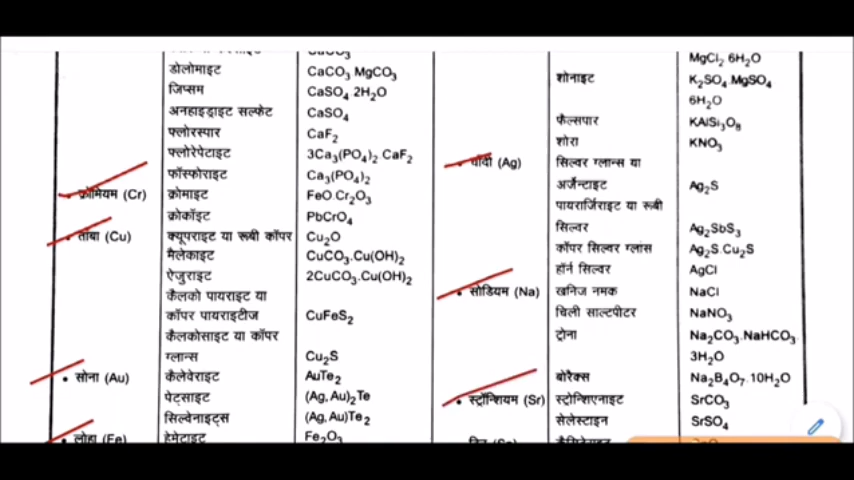 CaCO3
डोलोमाइट CaCO3 MgCO3
जिप्सम CaSO4 2H2O
अनहाइड्राइट सल्फेट CaSO4
फ्लोरस्पार CaF2
फ्लोरेपेटाइट 3Ca3(PO4)2.CaF2
फॉस्फोराइट Ca3(PO4)2
• क्रोमियम (Cr) क्रोमाइट FeO.Cr2O3
क्रोकॉइट PbCrO4
• तांबा (Cu) क्यूपराइट या रूबी कॉपर Cu2O
मैलेकाइट CuCO3.Cu(OH)2
ऐजुराइट 2CuCO3.Cu(OH)2
कैलको पायराइट या
कॉपर पायराइटीज CuFeS2
कैलकोसाइट या कॉपर
ग्लान्स Cu2S
• सोना (Au) कैलेवेराइट AuTe2
पेट्साइट (Ag,Au)2Te
सिल्वेनाइट्स (Ag,Au)Te2
• लोहा (Fe) हेमेटाइट Fe2O3
MgCl2 6H2O
शोनाइट K2SO4.MgSO4
6H2O
फैल्सपार KAlSi3O8
शोरा KNO3
• चाँदी (Ag) सिल्वर ग्लान्स या
अर्जेन्टाइट Ag2S
पायरार्जिराइट या रूबी
सिल्वर Ag2SbS3
कॉपर सिल्वर ग्लांस Ag2S.Cu2S
हॉर्न सिल्वर AgCl
• सोडियम (Na) खनिज नमक NaCl
चिली साल्टपीटर NaNO3
ट्रोना Na2CO3.NaHCO3.
3H2O
बोरैक्स Na2B4O7.10H2O
• स्ट्रॉन्शियम (Sr) स्ट्रोन्शिएनाइट SrCO3
सेलेस्टाइन SrSO4